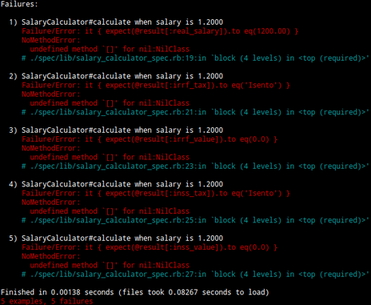 Failures:
1) SalaryCalculator#calculate when salary is 1.2000
Failure/Error: it { expect(@result[:real_salary]).to eq(1200.00) }
NoMethodError:
undefined method `[]' for nil:NilClass
# ./spec/lib/salary_calculator_spec.rb:19:in `block (4 levels) in <top (required)>'
2) SalaryCalculator#calculate when salary is 1.2000
Failure/Error: it { expect(@result[:irrf_tax]).to eq('Isento') }
NoMethodError:
undefined method `[]' for nil:NilClass
# ./spec/lib/salary_calculator_spec.rb:21:in `block (4 levels) in <top (required)>'
3) SalaryCalculator#calculate when salary is 1.2000
Failure/Error: it { expect(@result[:irrf_value]).to eq(0.0) }
NoMethodError:
undefined method `[]' for nil:NilClass
# ./spec/lib/salary_calculator_spec.rb:23:in `block (4 levels) in <top (required)>'
4) SalaryCalculator#calculate when salary is 1.2000
Failure/Error: it { expect(@result[:inss_tax]).to eq('Isento') }
NoMethodError:
undefined method `[]' for nil:NilClass
# ./spec/lib/salary_calculator_spec.rb:25:in `block (4 levels) in <top (required)>'
5) SalaryCalculator#calculate when salary is 1.2000
Failure/Error: it { expect(@result[:inss_value]).to eq(0.0) }
NoMethodError:
undefined method `[]' for nil:NilClass
# ./spec/lib/salary_calculator_spec.rb:27:in `block (4 levels) in <top (required)>'
Finished in 0.00138 seconds (files took 0.08267 seconds to load)
5 examples, 5 failures